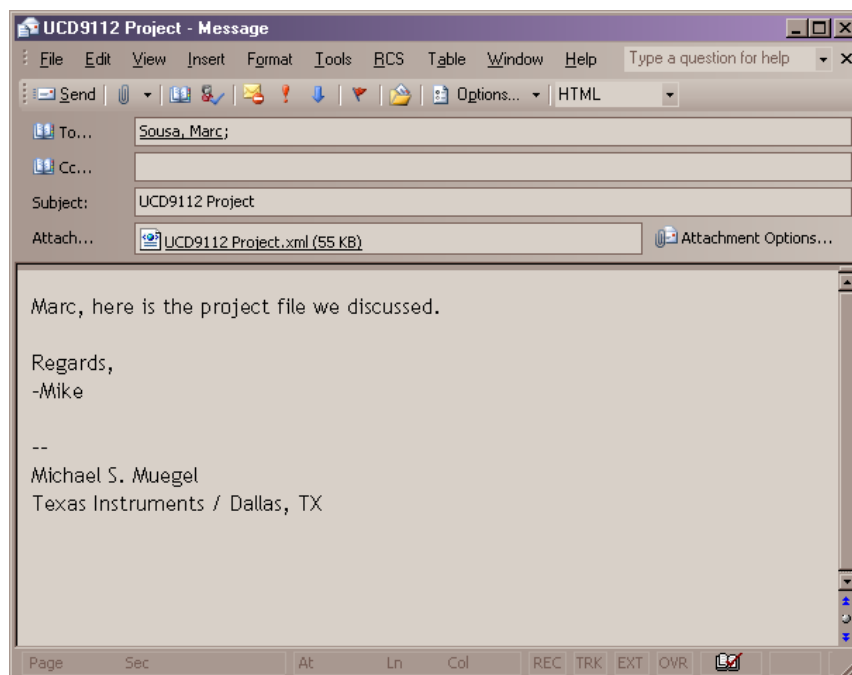 UCD9112 Project - Message
File Edit View Insert Format Tools RCS Table Window Help Type a question for help
Send Options... HTML
To... Sousa, Marc;
Cc...
Subject: UCD9112 Project
Attach... UCD9112 Project.xml (55 KB) Attachment Options...
Marc, here is the project file we discussed.
Regards,
-Mike
--
Michael S. Muegel
Texas Instruments / Dallas, TX
Page Sec At Ln Col REC TRK EXT OVR